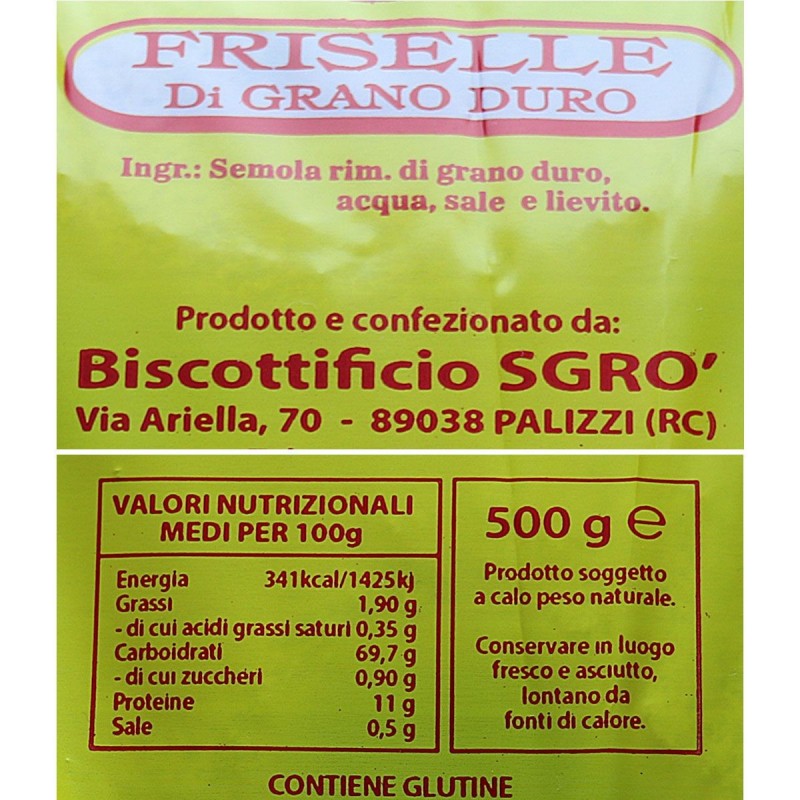 FRISELLE
Di GRANO DURO
Ingr.: Semola rim. di grano duro,
acqua, sale e lievito.
Prodotto e confezionato da:
Biscottificio SGRO'
Via Ariella, 70 - 89038 PALIZZI (RC)
VALORI NUTRIZIONALI
MEDI PER 100g
Energia 341kcal/1425kj
Grassi 1,90 g
- di cui acidi grassi saturi 0,35 g
Carboidrati 69,7 g
- di cui zuccheri 0,90 g
Proteine 11 g
Sale 0,5 g
500 g e
Prodotto soggetto
a calo peso naturale.
Conservare in luogo
fresco e asciutto,
lontano da
fonti di calore.
CONTIENE GLUTINE